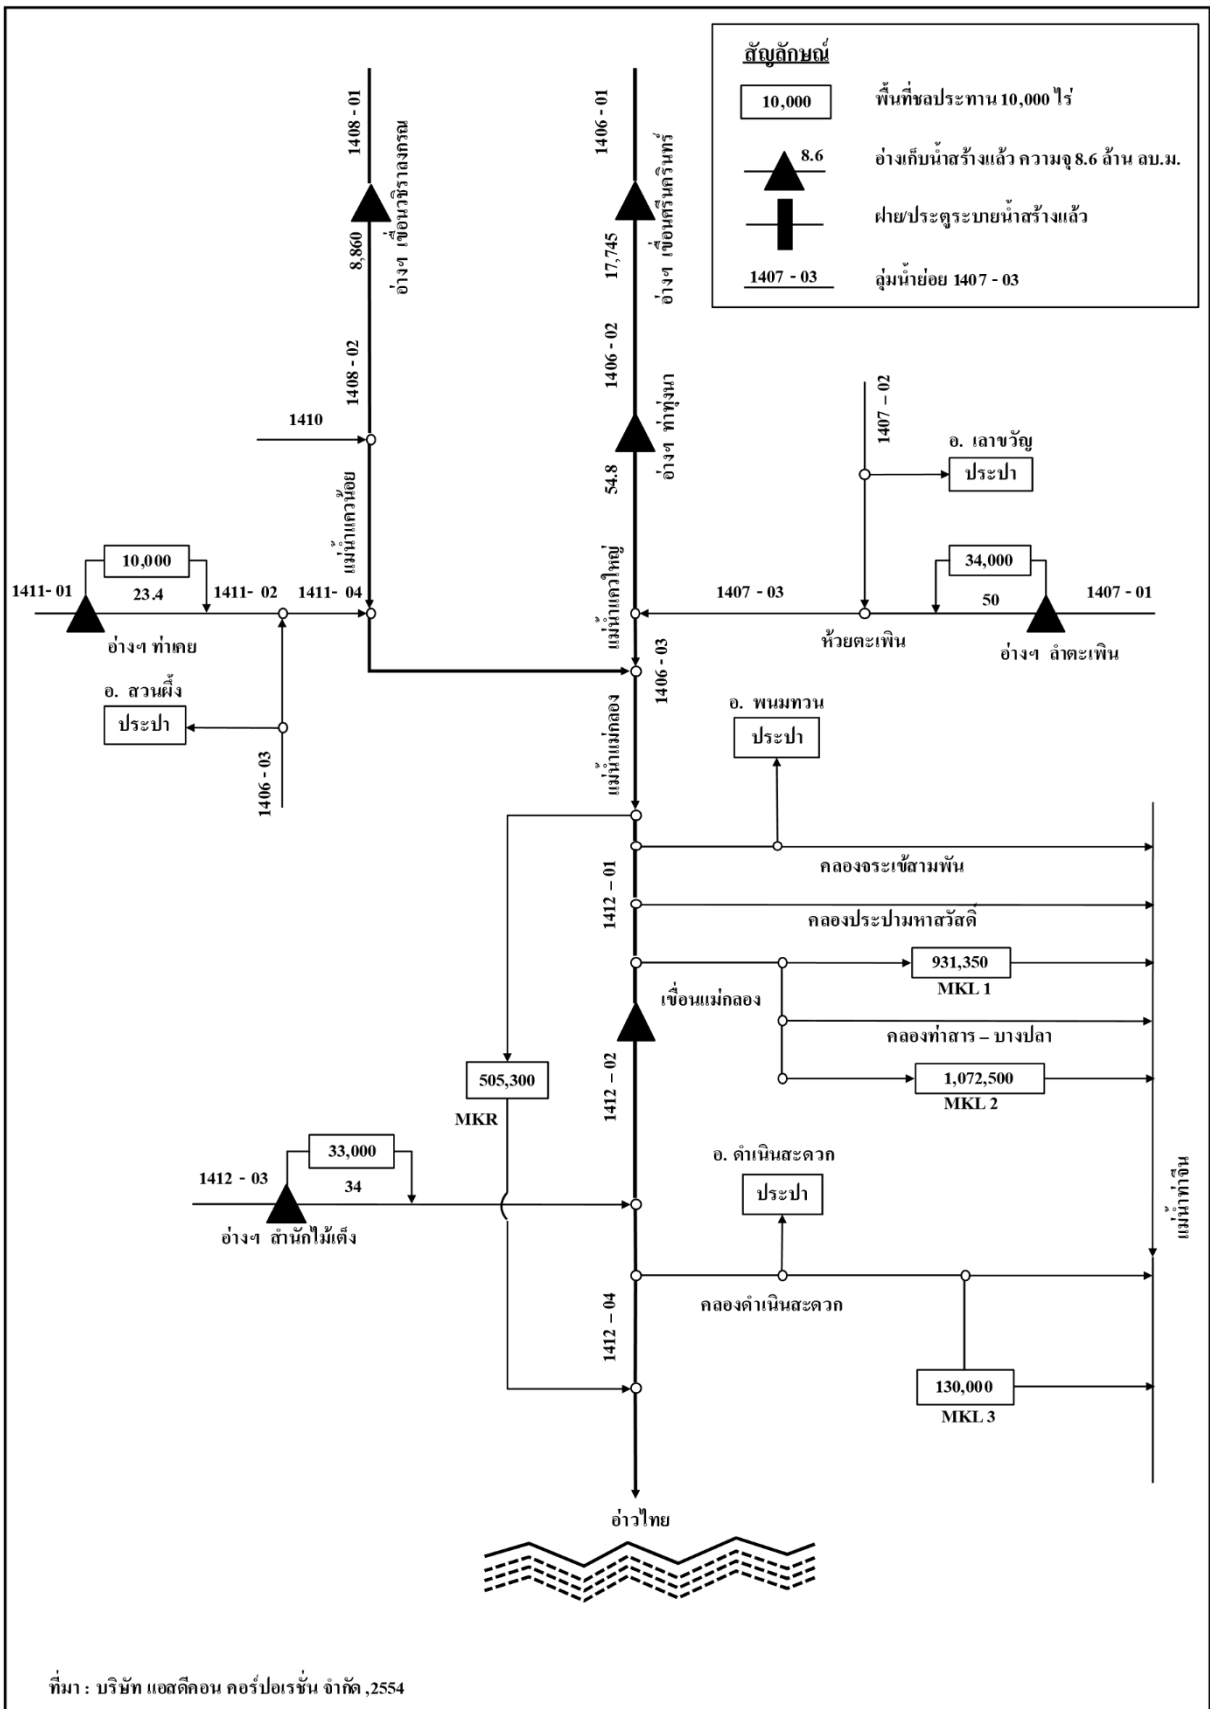 สัญลักษณ์
10,000
พื้นที่ชลประทาน 10,000 ไร่
8.6
อ่างเก็บน้ำสร้างแล้ว ความจุ 8.6 ล้าน ลบ.ม.
ฝาย/ประตูระบายน้ำสร้างแล้ว
1407 - 03
ลุ่มน้ำย่อย 1407 - 03
1408 - 01
8,860
อ่างฯ เขื่อนวชิราลงกรณ
1408 - 02
1406 - 01
17,745
อ่างฯ เขื่อนศรีนครินทร์
1406 - 02
54.8
อ่างฯ ท่าทุ่งนา
1410
แม่น้ำแควน้อย
แม่น้ำแควใหญ่
1407 - 02
อ. เลาขวัญ
ประปา
10,000
1411- 01
23.4
1411- 02
1411- 04
อ่างฯ ท่าเคย
34,000
1407 - 03
50
1407 - 01
ห้วยตะเพิน
อ่างฯ ลำตะเพิน
อ. สวนผึ้ง
ประปา
1406 - 03
1406 - 03
แม่น้ำแม่กลอง
อ. พนมทวน
ประปา
คลองจระเข้สามพัน
1412 - 01
คลองประปามหาสวัสดิ์
931,350
MKL 1
เขื่อนแม่กลอง
คลองท่าสาร – บางปลา
1412 - 02
1,072,500
MKL 2
505,300
MKR
33,000
1412 - 03
34
อ่างฯ สำนักไม้เต็ง
อ. ดำเนินสะดวก
ประปา
แม่น้ำท่าจีน
คลองดำเนินสะดวก
1412 – 04
130,000
MKL 3
อ่าวไทย
ที่มา : บริษัท แอสดีคอน คอร์ปอเรชั่น จำกัด ,2554